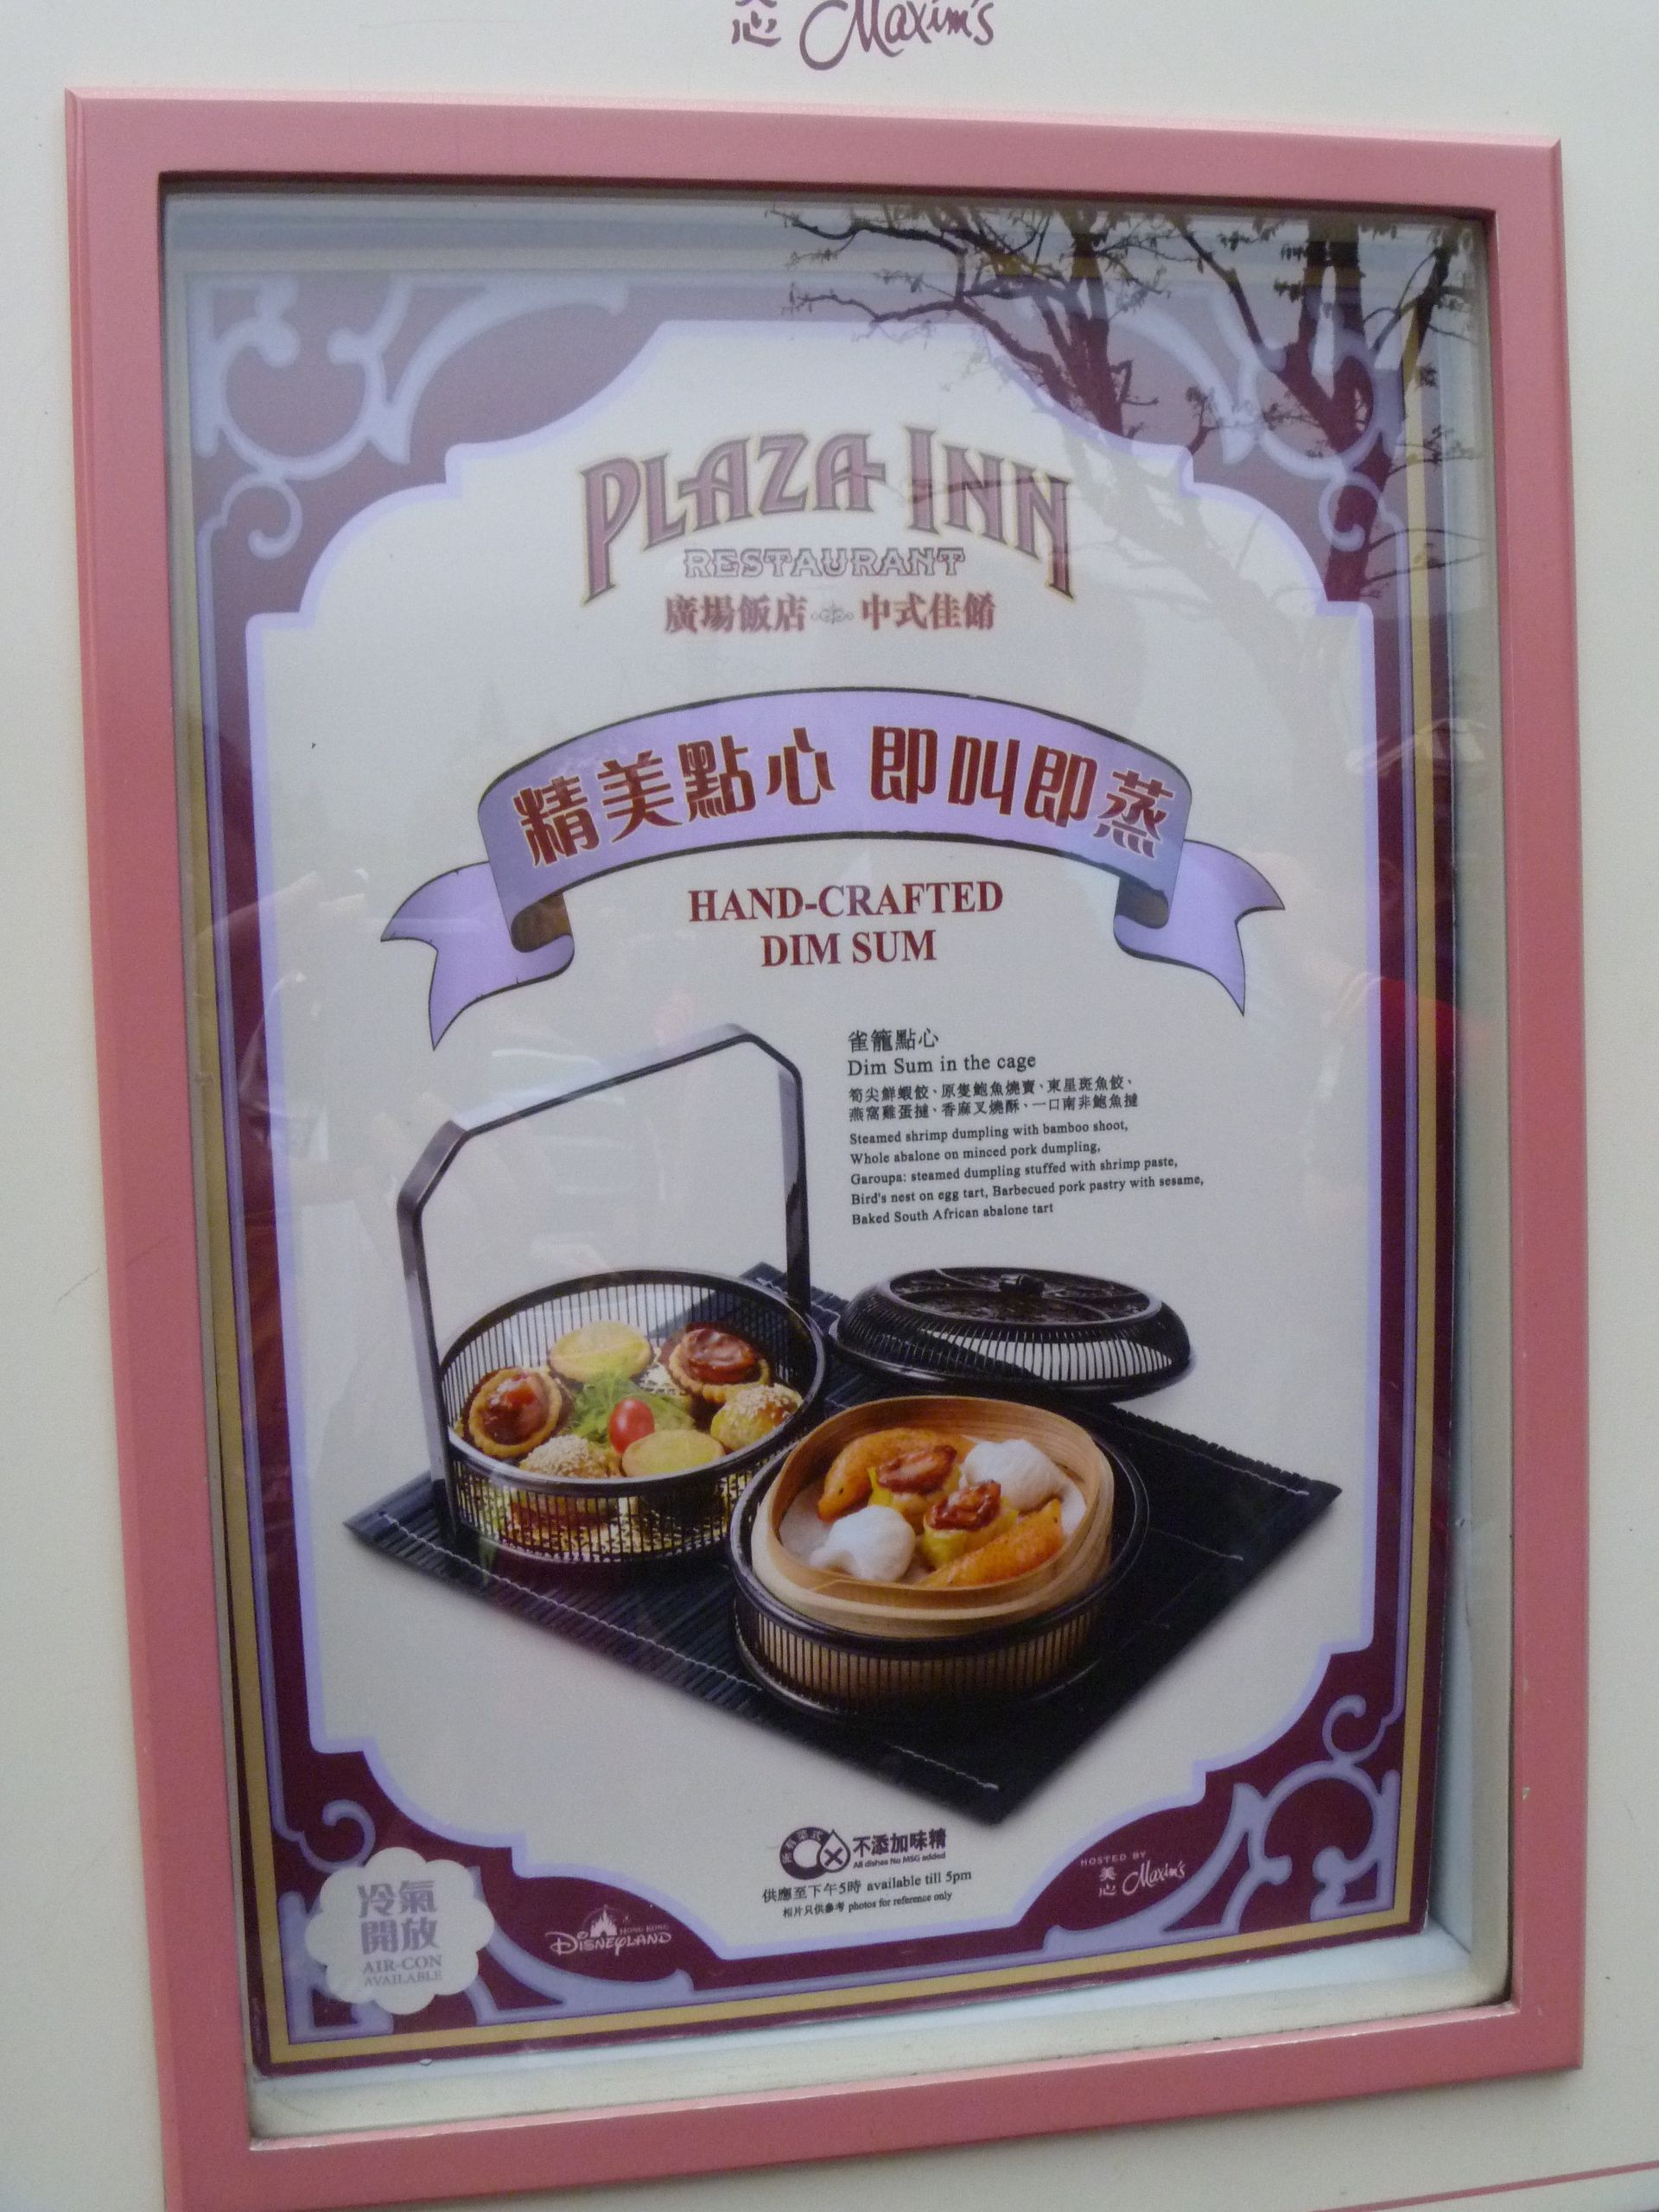 美心 Maxim's
PLAZA INN
RESTAURANT
廣場飯店 中式佳餚
精美點心 即叫即蒸
HAND-CRAFTED
DIM SUM
雀籠點心
Dim Sum in the cage
筍尖鮮蝦餃、原隻鮑魚燒賣、東星斑魚餃、
燕窩雞蛋撻、香麻叉燒酥、一口南非鮑魚撻
Steamed shrimp dumpling with bamboo shoot,
Whole abalone on minced pork dumpling,
Garoupa: steamed dumpling stuffed with shrimp paste,
Bird's nest on egg tart, Barbecued pork pastry with sesame,
Baked South African abalone tart
不添加味精
All dishes No MSG added
供應至下午5時 available till 5pm
相片只供參考 photos for reference only
HOSTED BY
美心 Maxim's
冷氣
開放
AIR-CON
AVAILABLE
HONG KONG
DISNEYLAND